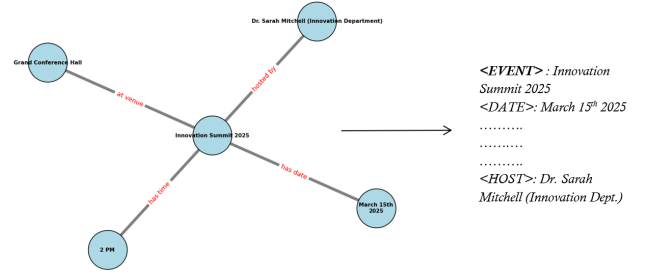 Dr. Sarah Mitchell (Innovation Department)
Grand Conference Hall
hosted by
at venue
Innovation Summit 2025
has date
has time
March 15th
2025
2 PM
<EVENT> : Innovation
Summit 2025
<DATE>: March 15th 2025
……….
……….
……….
<HOST>: Dr. Sarah
Mitchell (Innovation Dept.)